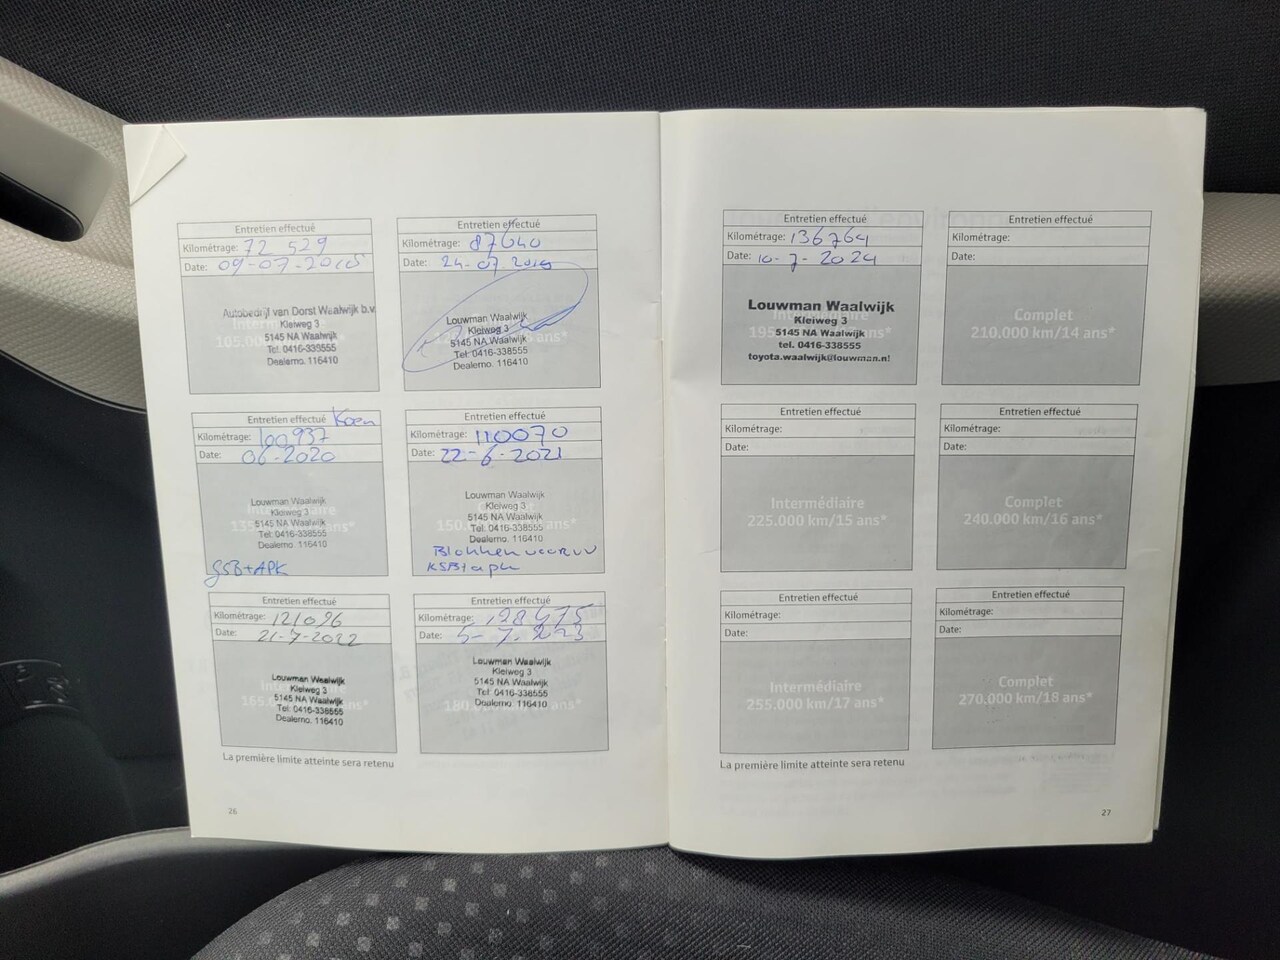 Entretien effectué
Kilométrage: 72 529
Date: 09-07-2018
Autobedrijf van Dorst Waalwijk b.v.
Kleiweg 3
5145 NA Waalwijk
Tel. 0416-338555
Dealerno. 116410
Entretien effectué
Kilométrage: 87640
Date: 24-07 2019
Louwman Waalwijk
Kleiweg 3
5145 NA Waalwijk
Tel: 0416-338555
Dealerno. 116410
Entretien effectué Koen
Kilométrage: 100937
Date: 06-2020
Louwman Waalwijk
Kleiweg 3
5145 NA Waalwijk
Tel: 0416-338555
Dealerno. 116410
GSB+APK
Entretien effectué
Kilométrage: 110070
Date: 22-6-2021
Louwman Waalwijk
Kleiweg 3
5145 NA Waalwijk
Tel: 0416-338555
Dealerno. 116410
Blokken
KSB+apk
Entretien effectué
Kilométrage: 121096
Date: 21-7-2022
Louwman Waalwijk
Kleiweg 3
5145 NA Waalwijk
Tel: 0416-338555
Dealerno. 116410
Entretien effectué
Kilométrage: 128475
Date: 5-7-2023
Louwman Waalwijk
Kleiweg 3
5145 NA Waalwijk
Tel: 0416-338555
Dealerno. 116410
La première limite atteinte sera retenu
26
Entretien effectué
Kilométrage: 136764
Date: 10-7-2024
Louwman Waalwijk
Kleiweg 3
5145 NA Waalwijk
tel. 0416-338555
toyota.waalwijk@louwman.nl
Entretien effectué
Kilométrage:
Date:
Complet
210.000 km/14 ans*
Entretien effectué
Kilométrage:
Date:
Intermédiaire
225.000 km/15 ans*
Entretien effectué
Kilométrage:
Date:
Complet
240.000 km/16 ans*
Entretien effectué
Kilométrage:
Date:
Intermédiaire
255.000 km/17 ans*
Entretien effectué
Kilométrage:
Date:
Complet
270.000 km/18 ans*
La première limite atteinte sera retenu
27